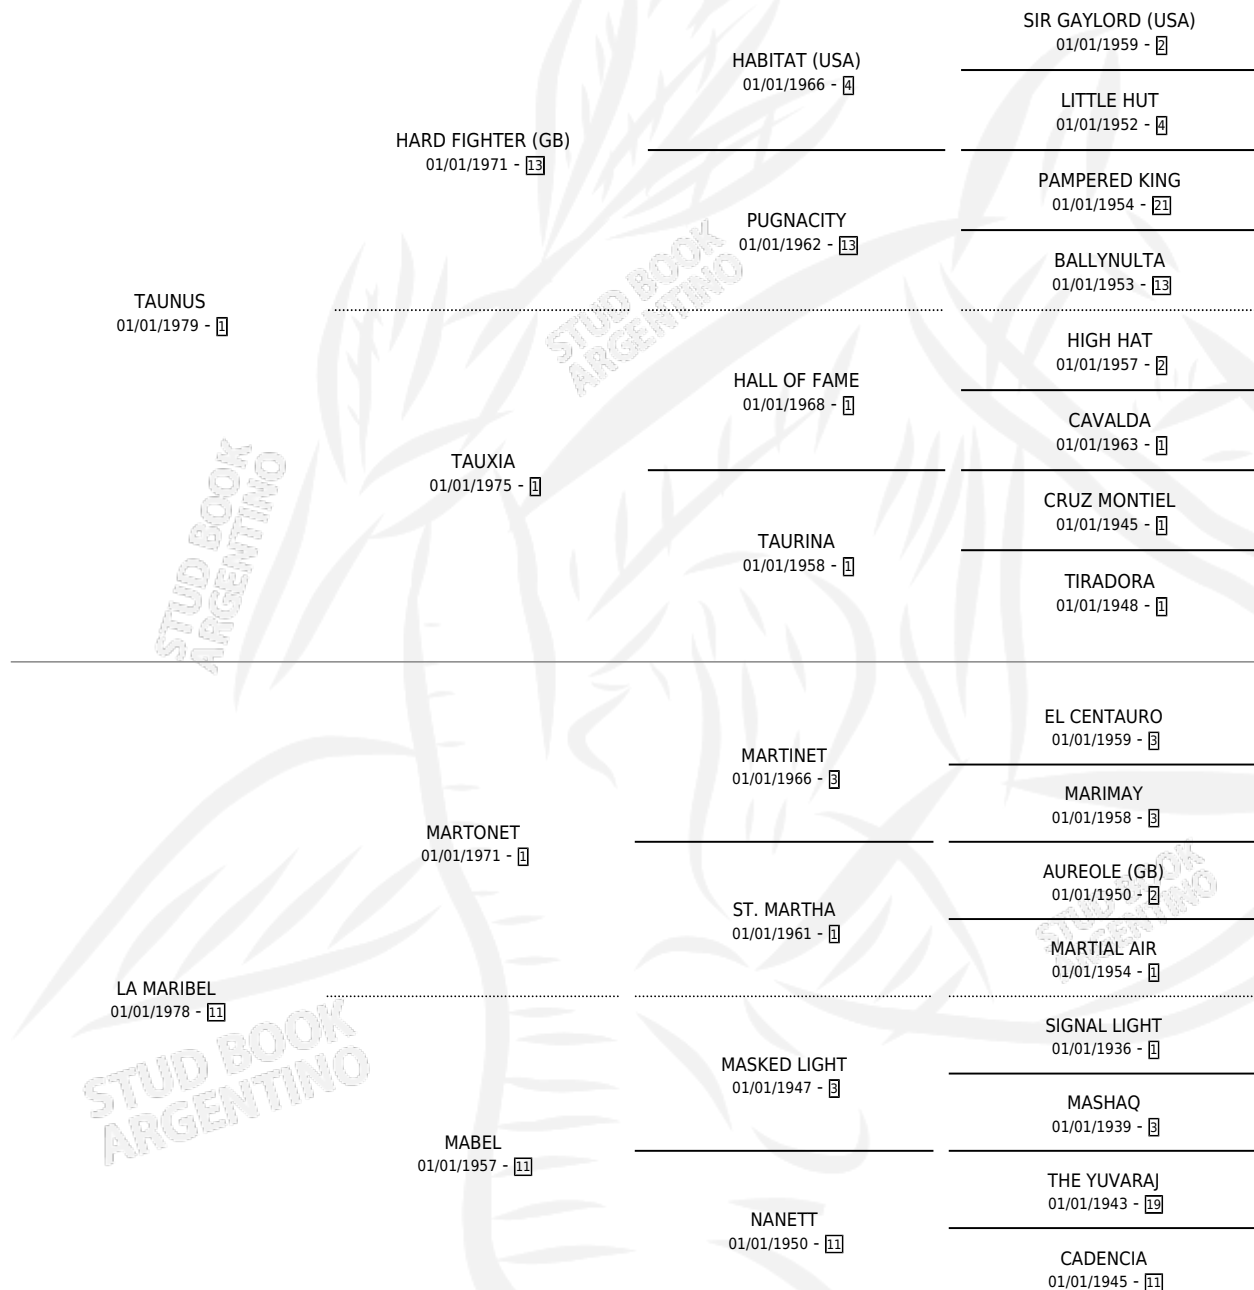 SIR GAYLORD (USA)
01/01/1959 - 2
HABITAT (USA)
01/01/1966 - 4
LITTLE HUT
01/01/1952 - 4
HARD FIGHTER (GB)
01/01/1971 - 13
PAMPERED KING
01/01/1954 - 21
PUGNACITY
01/01/1962 - 13
BALLYNULTA
01/01/1953 - 13
TAUNUS
01/01/1979 - 1
HIGH HAT
01/01/1957 - 2
HALL OF FAME
01/01/1968 - 1
CAVALDA
01/01/1963 - 1
TAUXIA
01/01/1975 - 1
CRUZ MONTIEL
01/01/1945 - 1
TAURINA
01/01/1958 - 1
TIRADORA
01/01/1948 - 1
EL CENTAURO
01/01/1959 - 3
MARTINET
01/01/1966 - 3
MARIMAY
01/01/1958 - 3
MARTONET
01/01/1971 - 1
AUREOLE (GB)
01/01/1950 - 2
ST. MARTHA
01/01/1961 - 1
MARTIAL AIR
01/01/1954 - 1
LA MARIBEL
01/01/1978 - 11
SIGNAL LIGHT
01/01/1936 - 1
MASKED LIGHT
01/01/1947 - 3
MASHAQ
01/01/1939 - 3
MABEL
01/01/1957 - 11
THE YUVARAJ
01/01/1943 - 19
NANETT
01/01/1950 - 11
CADENCIA
01/01/1945 - 11
STUD BOOK
ARGENTINO
STUD BOOK
ARGENTINO
STUD BOOK
ARGENTINO
STUD BOOK
ARGENTINO